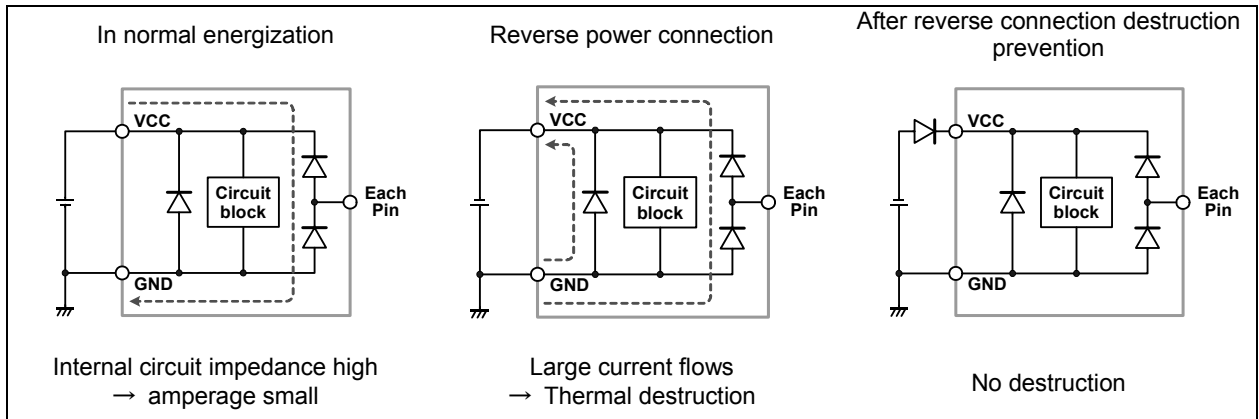 In normal energization
VCC
Circuit
block
Each
Pin
GND
Internal circuit impedance high
→ amperage small
Reverse power connection
VCC
Circuit
block
Each
Pin
GND
Large current flows
→ Thermal destruction
After reverse connection destruction
prevention
VCC
Circuit
block
Each
Pin
GND
No destruction